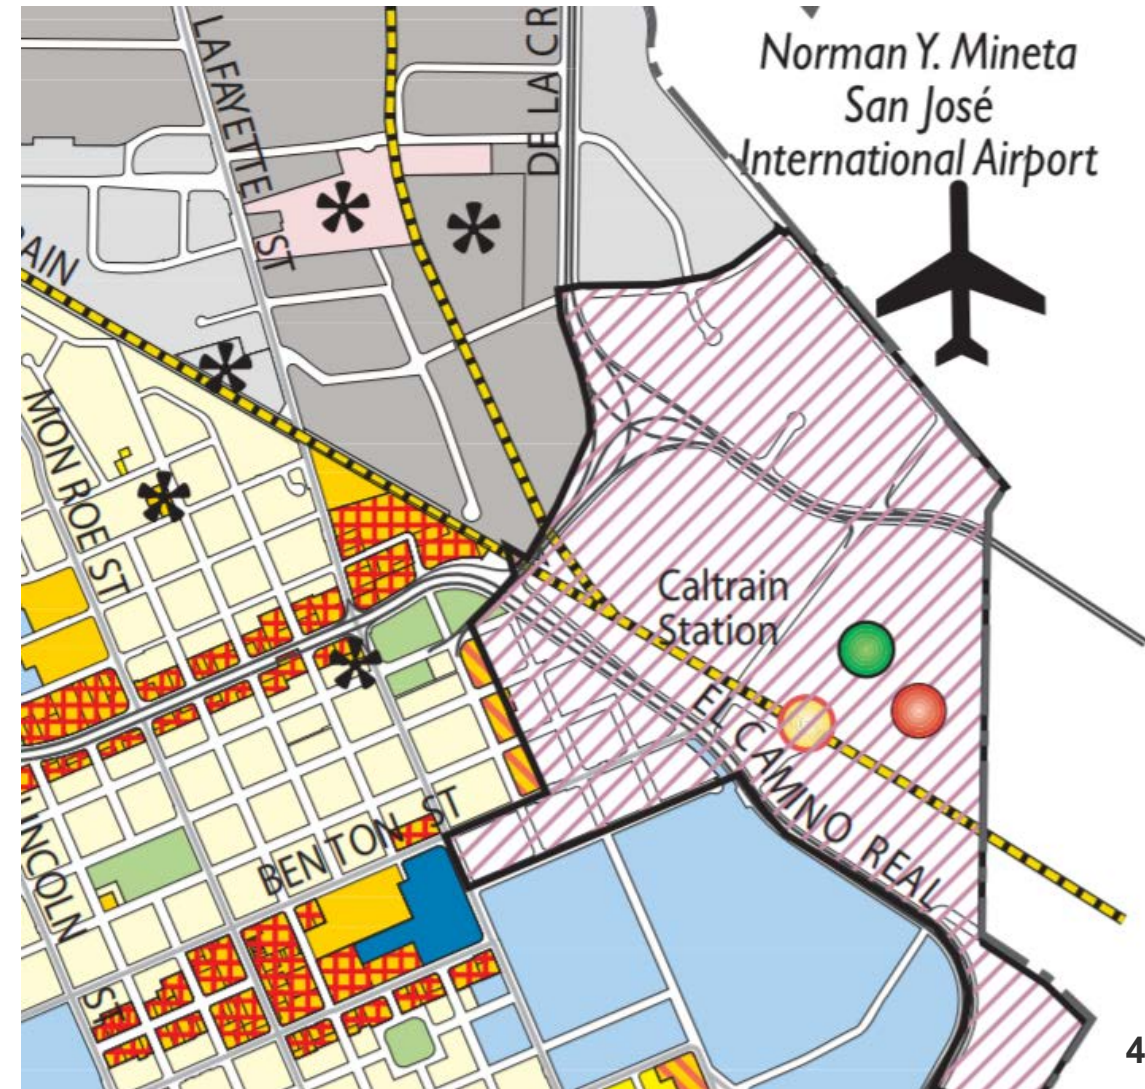 Norman Y. Mineta
San José
International Airport
LAFAYETTE ST
DE LA CR
RAIN
MONROE ST
Caltrain
Station
EL CAMINO REAL
BENTON ST
LINCOLN ST
4